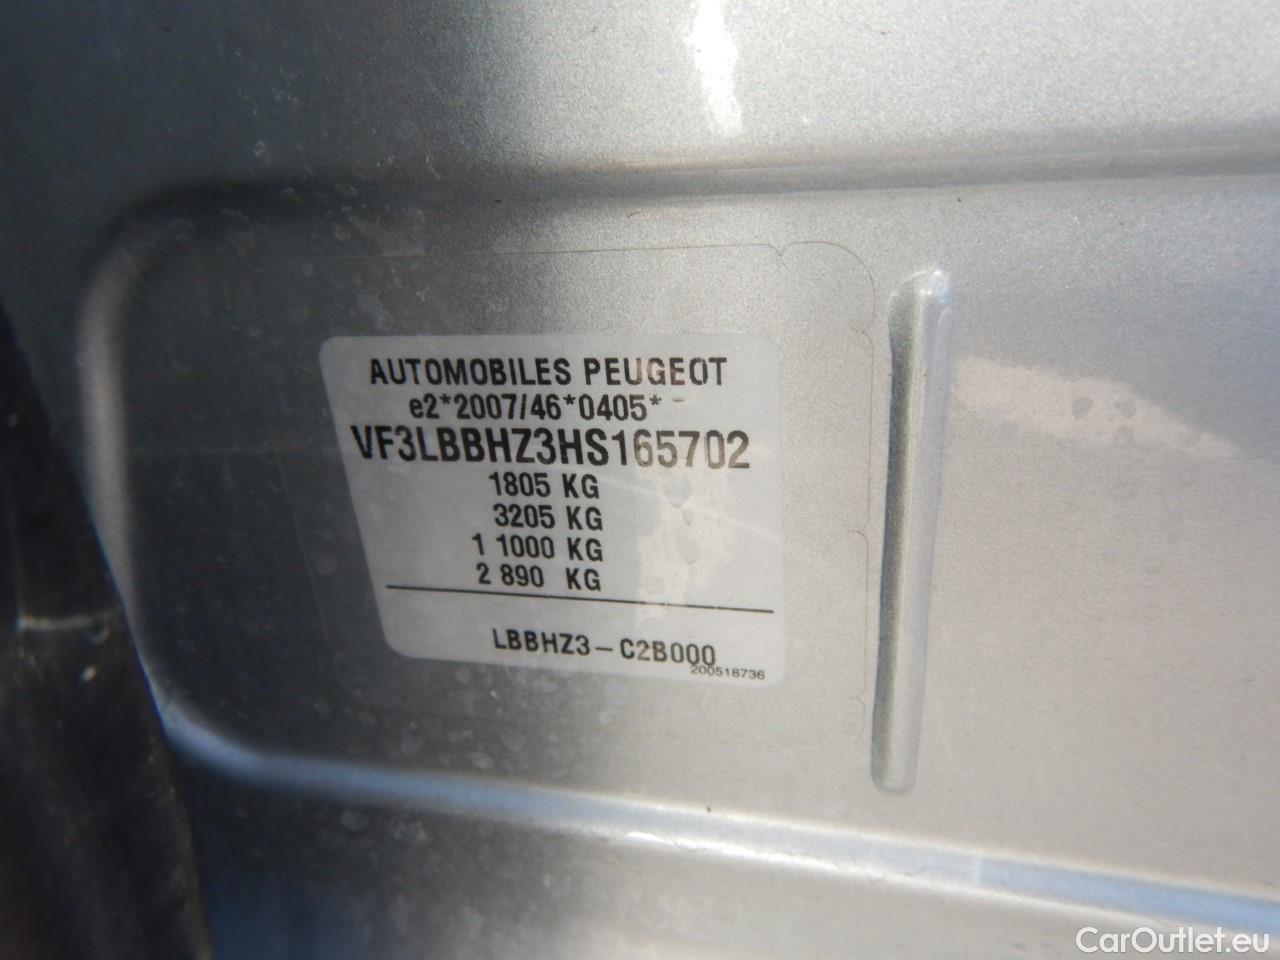 AUTOMOBILES PEUGEOT
e2*2007/46*0405*
VF3LBBHZ3HS165702
1805 KG
3205 KG
1 1000 KG
2 890 KG
LBBHZ3-C2B000
200518736
CarOutlet.eu